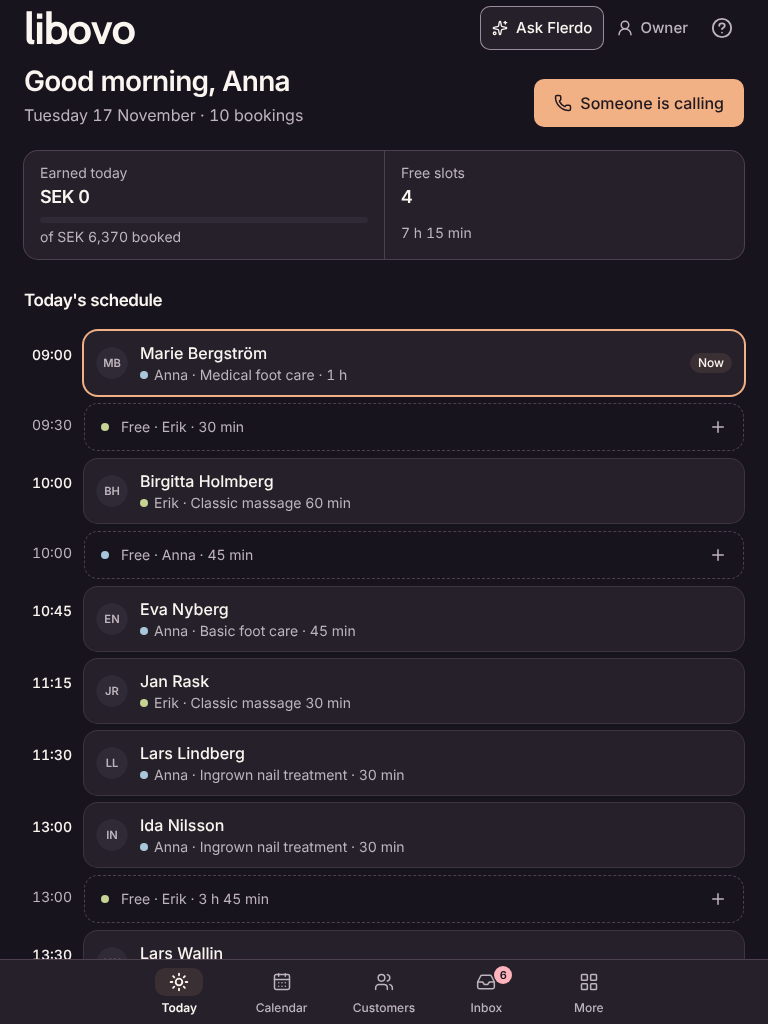 libovo
Ask Flerdo
Owner
Good morning, Anna
Tuesday 17 November · 10 bookings
Someone is calling
Earned today
SEK 0
of SEK 6,370 booked
Free slots
4
7 h 15 min
Today's schedule
09:00
MB
Marie Bergström
Anna · Medical foot care · 1 h
Now
09:30
Free · Erik · 30 min
10:00
BH
Birgitta Holmberg
Erik · Classic massage 60 min
10:00
Free · Anna · 45 min
10:45
EN
Eva Nyberg
Anna · Basic foot care · 45 min
11:15
JR
Jan Rask
Erik · Classic massage 30 min
11:30
LL
Lars Lindberg
Anna · Ingrown nail treatment · 30 min
13:00
IN
Ida Nilsson
Anna · Ingrown nail treatment · 30 min
13:00
Free · Erik · 3 h 45 min
13:30
Lars Wallin
Today
Calendar
Customers
Inbox
6
More